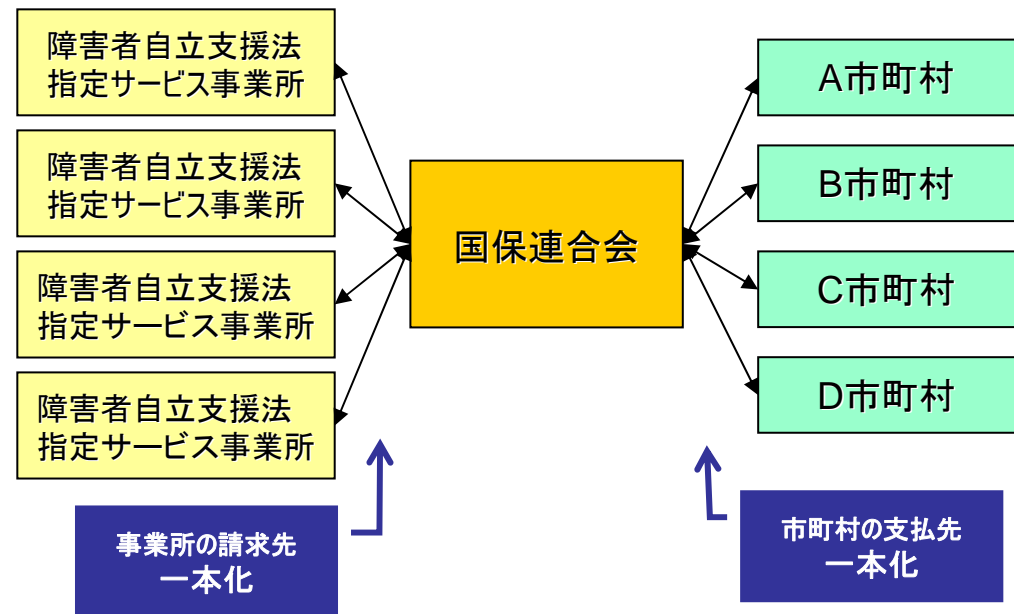 障害者自立支援法
指定サービス事業所
障害者自立支援法
指定サービス事業所
障害者自立支援法
指定サービス事業所
障害者自立支援法
指定サービス事業所
国保連合会
A市町村
B市町村
C市町村
D市町村
事業所の請求先
一本化
市町村の支払先
一本化